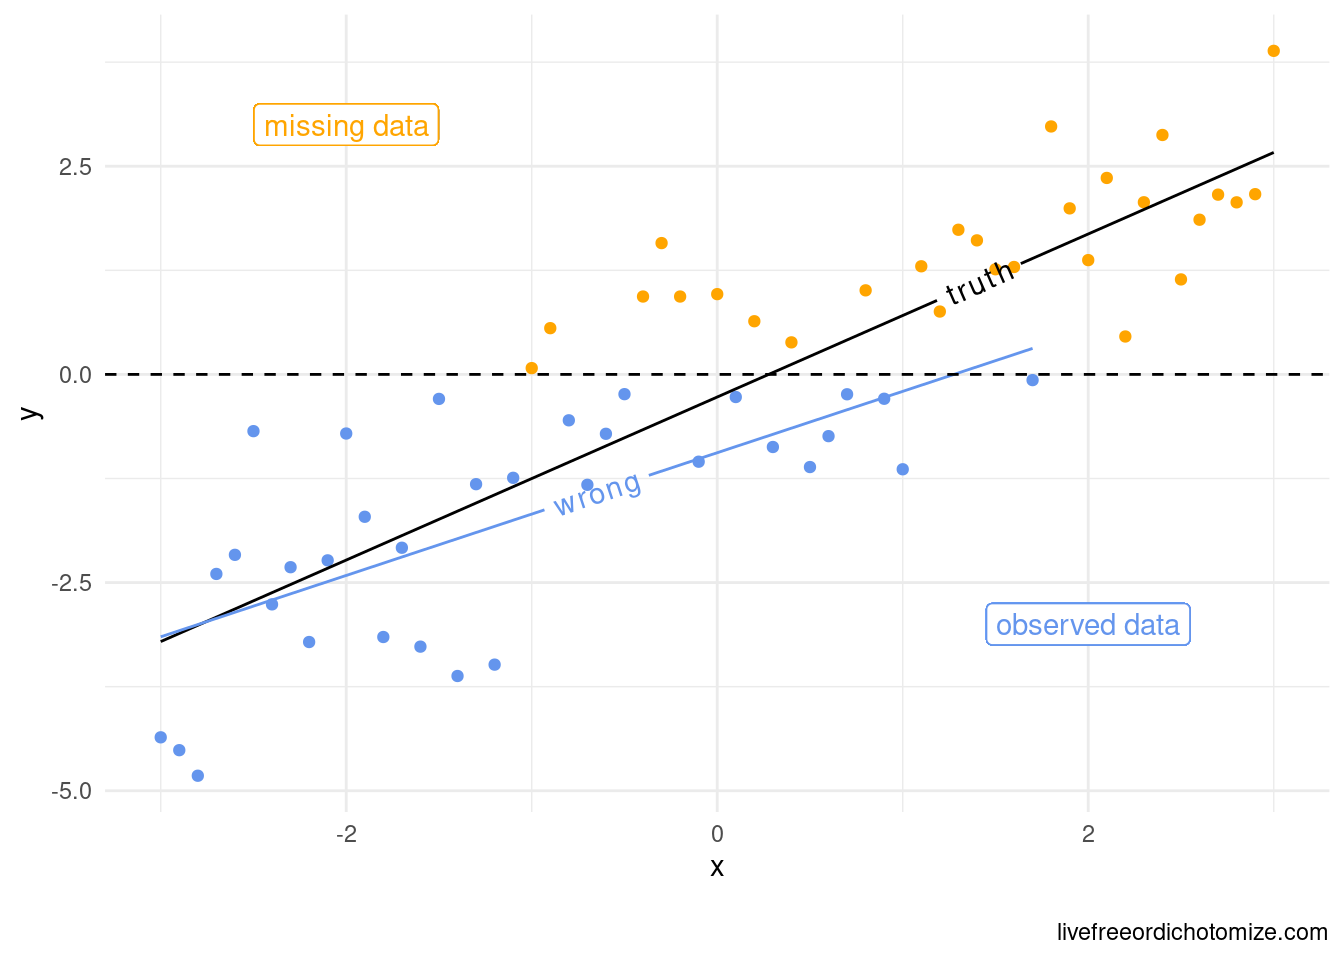 missing data
2.5
truth
0.0
y
wrong
-2.5
observed data
-5.0
-2
0
2
x
livefreeordichotomize.com